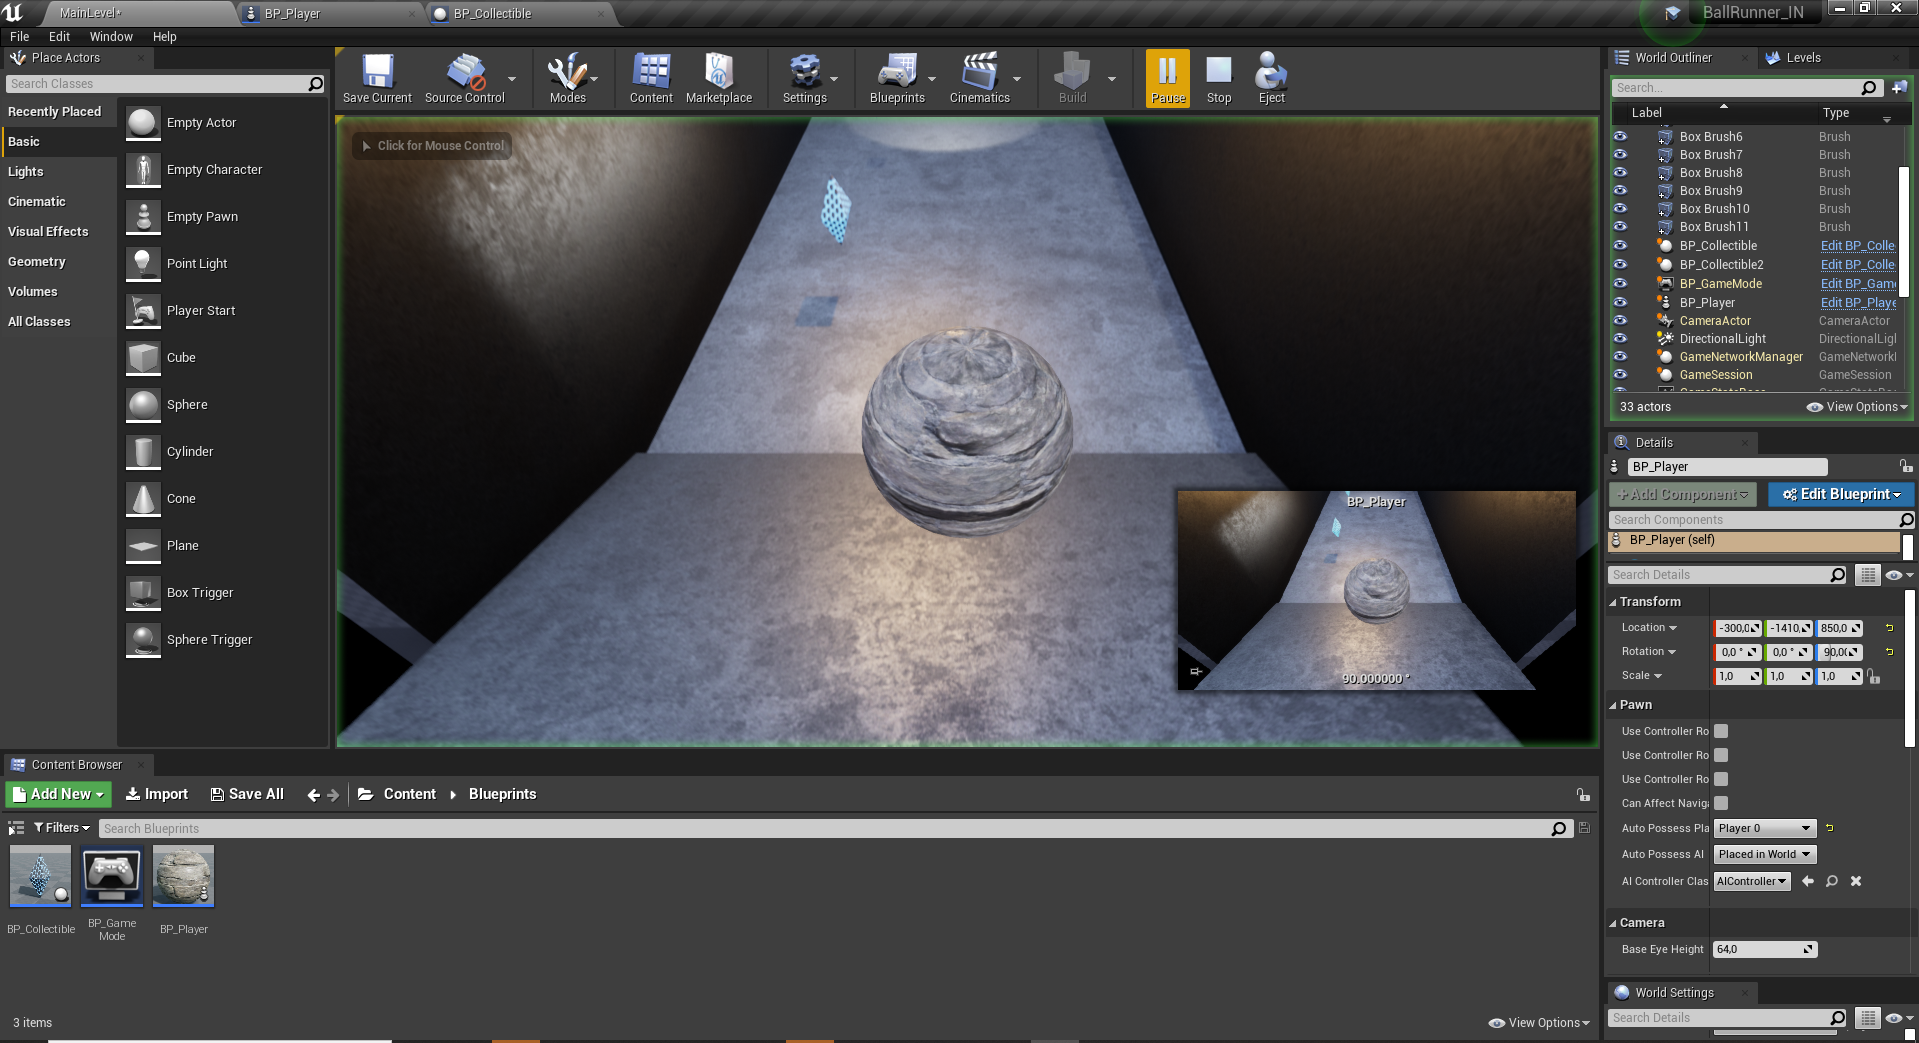 MainLevel*
BP_Player
BP_Collectible
BallRunner_IN
File
Edit
Window
Help
Place Actors
Search Classes
Recently Placed
Basic
Lights
Cinematic
Visual Effects
Geometry
Volumes
All Classes
Empty Actor
Empty Character
Empty Pawn
Point Light
Player Start
Cube
Sphere
Cylinder
Cone
Plane
Box Trigger
Sphere Trigger
Save Current
Source Control
Modes
Content
Marketplace
Settings
Blueprints
Cinematics
Build
Pause
Stop
Eject
Click for Mouse Control
BP_Player
90.000000 °
World Outliner
Levels
Search...
Label
Type
Box Brush6 Brush
Box Brush7 Brush
Box Brush8 Brush
Box Brush9 Brush
Box Brush10 Brush
Box Brush11 Brush
BP_Collectible Edit BP_Colle
BP_Collectible2 Edit BP_Colle
BP_GameMode Edit BP_Gam
BP_Player Edit BP_Playe
CameraActor CameraActor
DirectionalLight DirectionalLigh
GameNetworkManager GameNetworkI
GameSession GameSession
33 actors
View Options
Details
BP_Player
+Add Component
Edit Blueprint
Search Components
BP_Player (self)
Search Details
Transform
Location -300,0 -1410, 850,0
Rotation 0,0 ° 0,0 ° 90,0
Scale 1,0 1,0 1,0
Pawn
Use Controller Ro
Use Controller Ro
Use Controller Ro
Can Affect Naviga
Auto Possess Pla Player 0
Auto Possess AI Placed in World
AI Controller Clas AIController
Camera
Base Eye Height 64,0
World Settings
Search Details
Content Browser
Add New
Import
Save All
Content
Blueprints
Filters
Search Blueprints
BP_Collectible
BP_Game
Mode
BP_Player
3 items
View Options